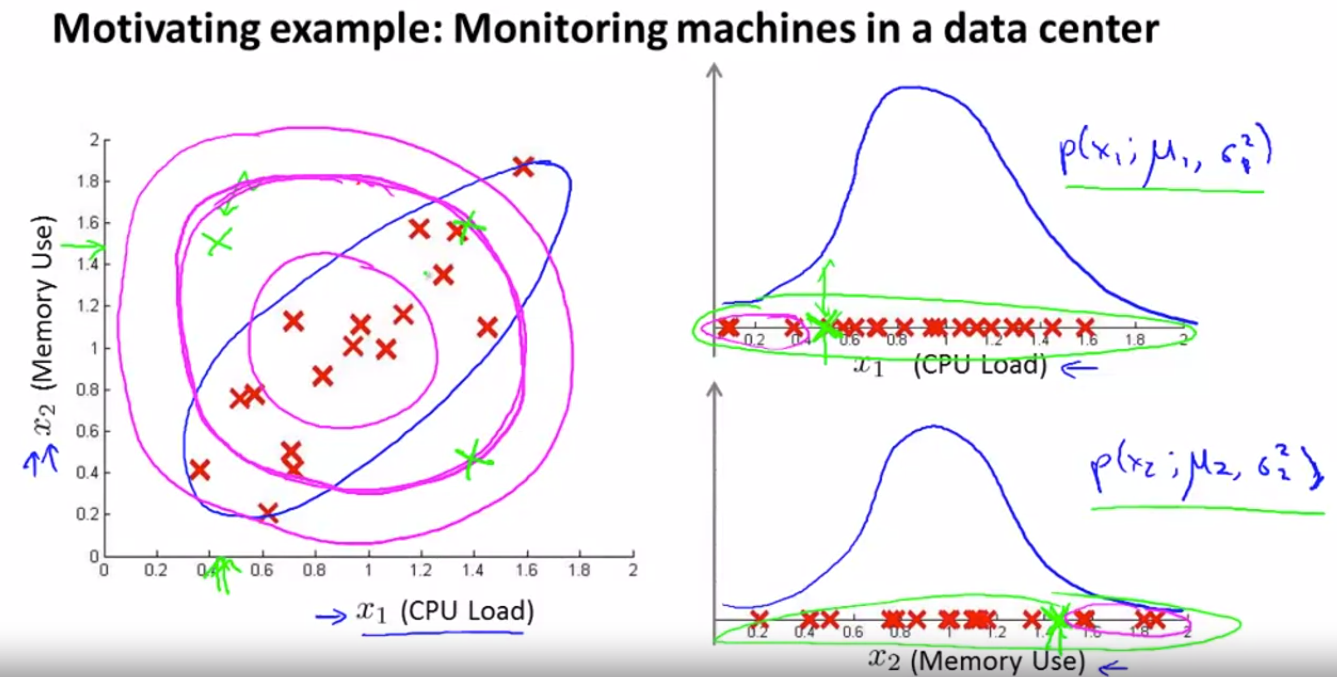 Motivating example: Monitoring machines in a data center
x₂ (Memory Use)
2
1.8
1.6
1.4
1.2
1
0.8
0.6
0.4
0.2
0
0 0.2 0.4 0.6 0.8 1 1.2 1.4 1.6 1.8 2
x₁ (CPU Load)
p(x₁; μ₁, σ₁²)
0.2 0.4 0.6 0.8 1 1.2 1.4 1.6 1.8 2
x₁ (CPU Load)
p(x₂; μ₂, σ₂²)
0.2 0.4 0.6 0.8 1 1.2 1.4 1.6 1.8 2
x₂ (Memory Use)